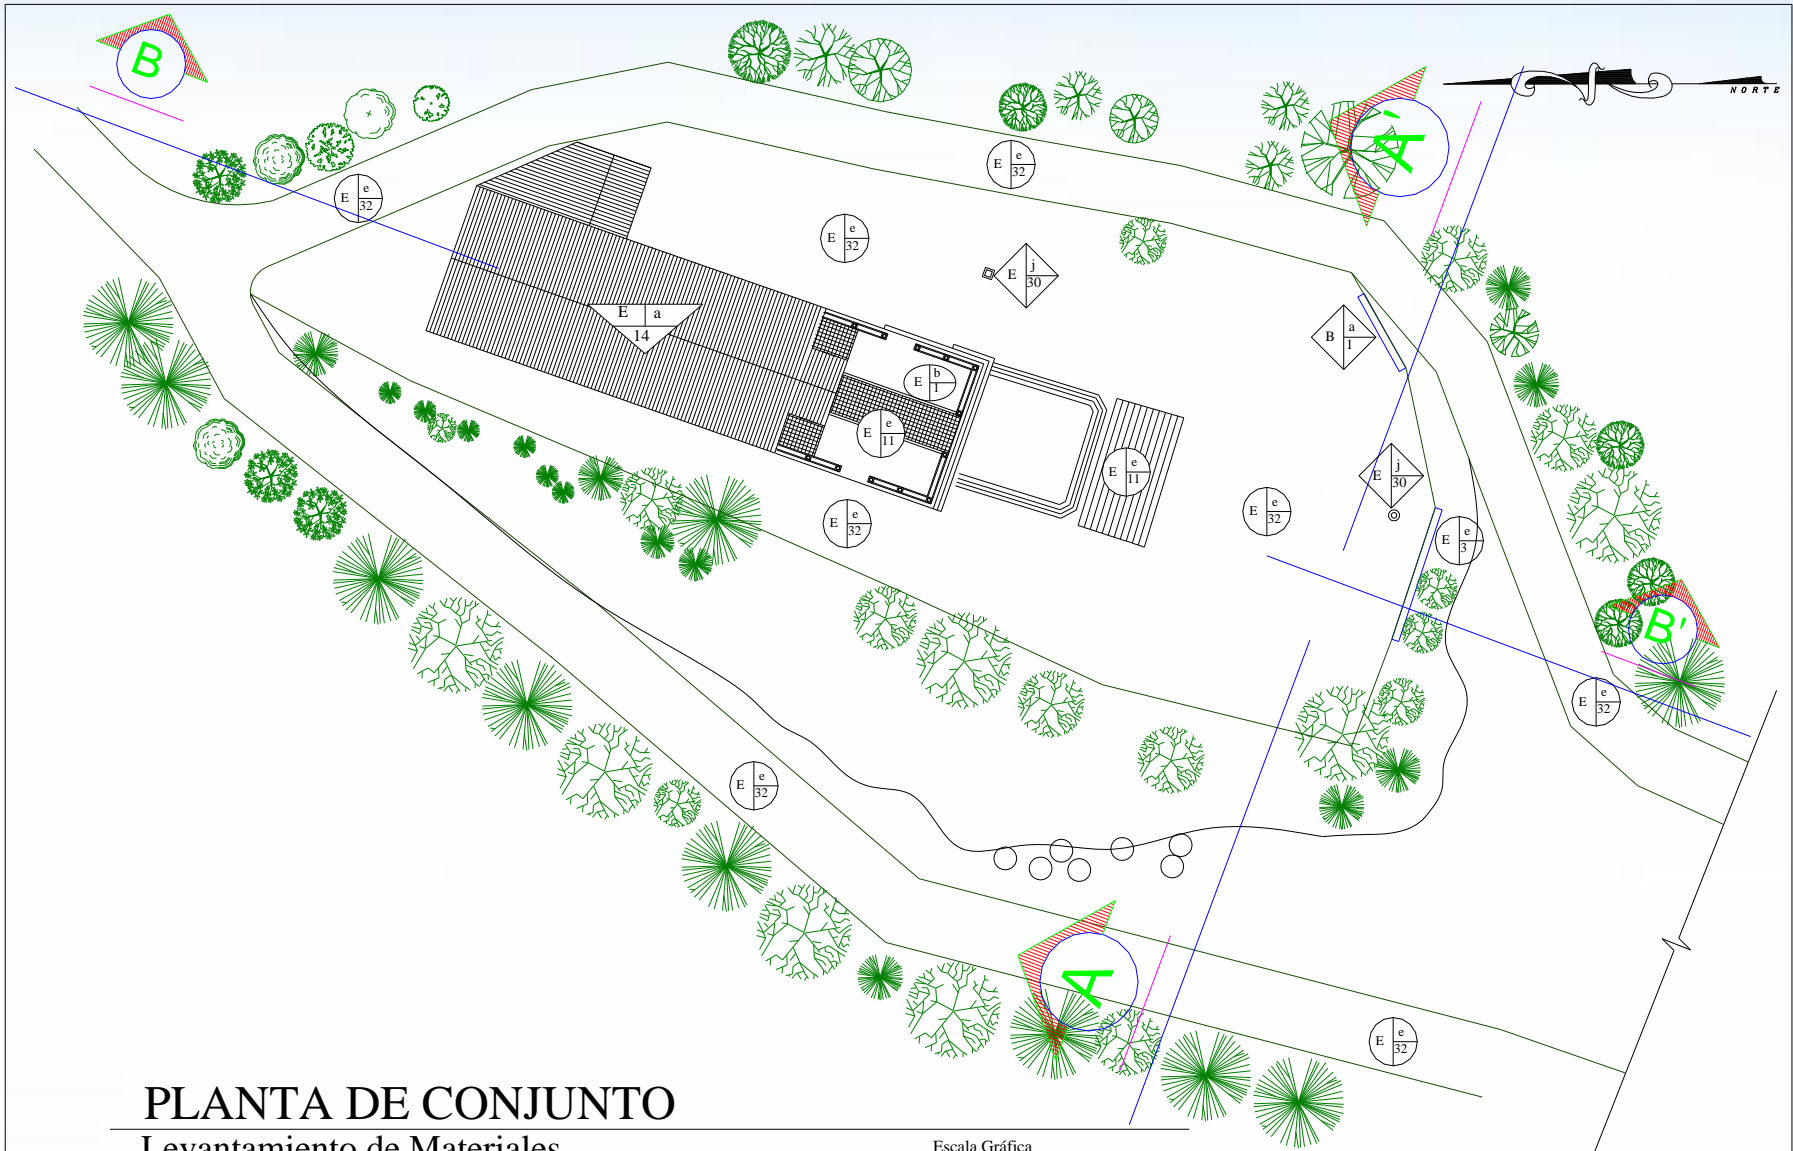 B
A'
NORTE
E e 32
E e 32
E e 32
E j 30
E a 14
B a 1
E b 1
E e 11
E e 11
E j 30
E e 32
E e 32
E e 3
B'
E e 32
E e 32
A
E e 32
PLANTA DE CONJUNTO
Levantamiento de Materiales
Escala Gráfica